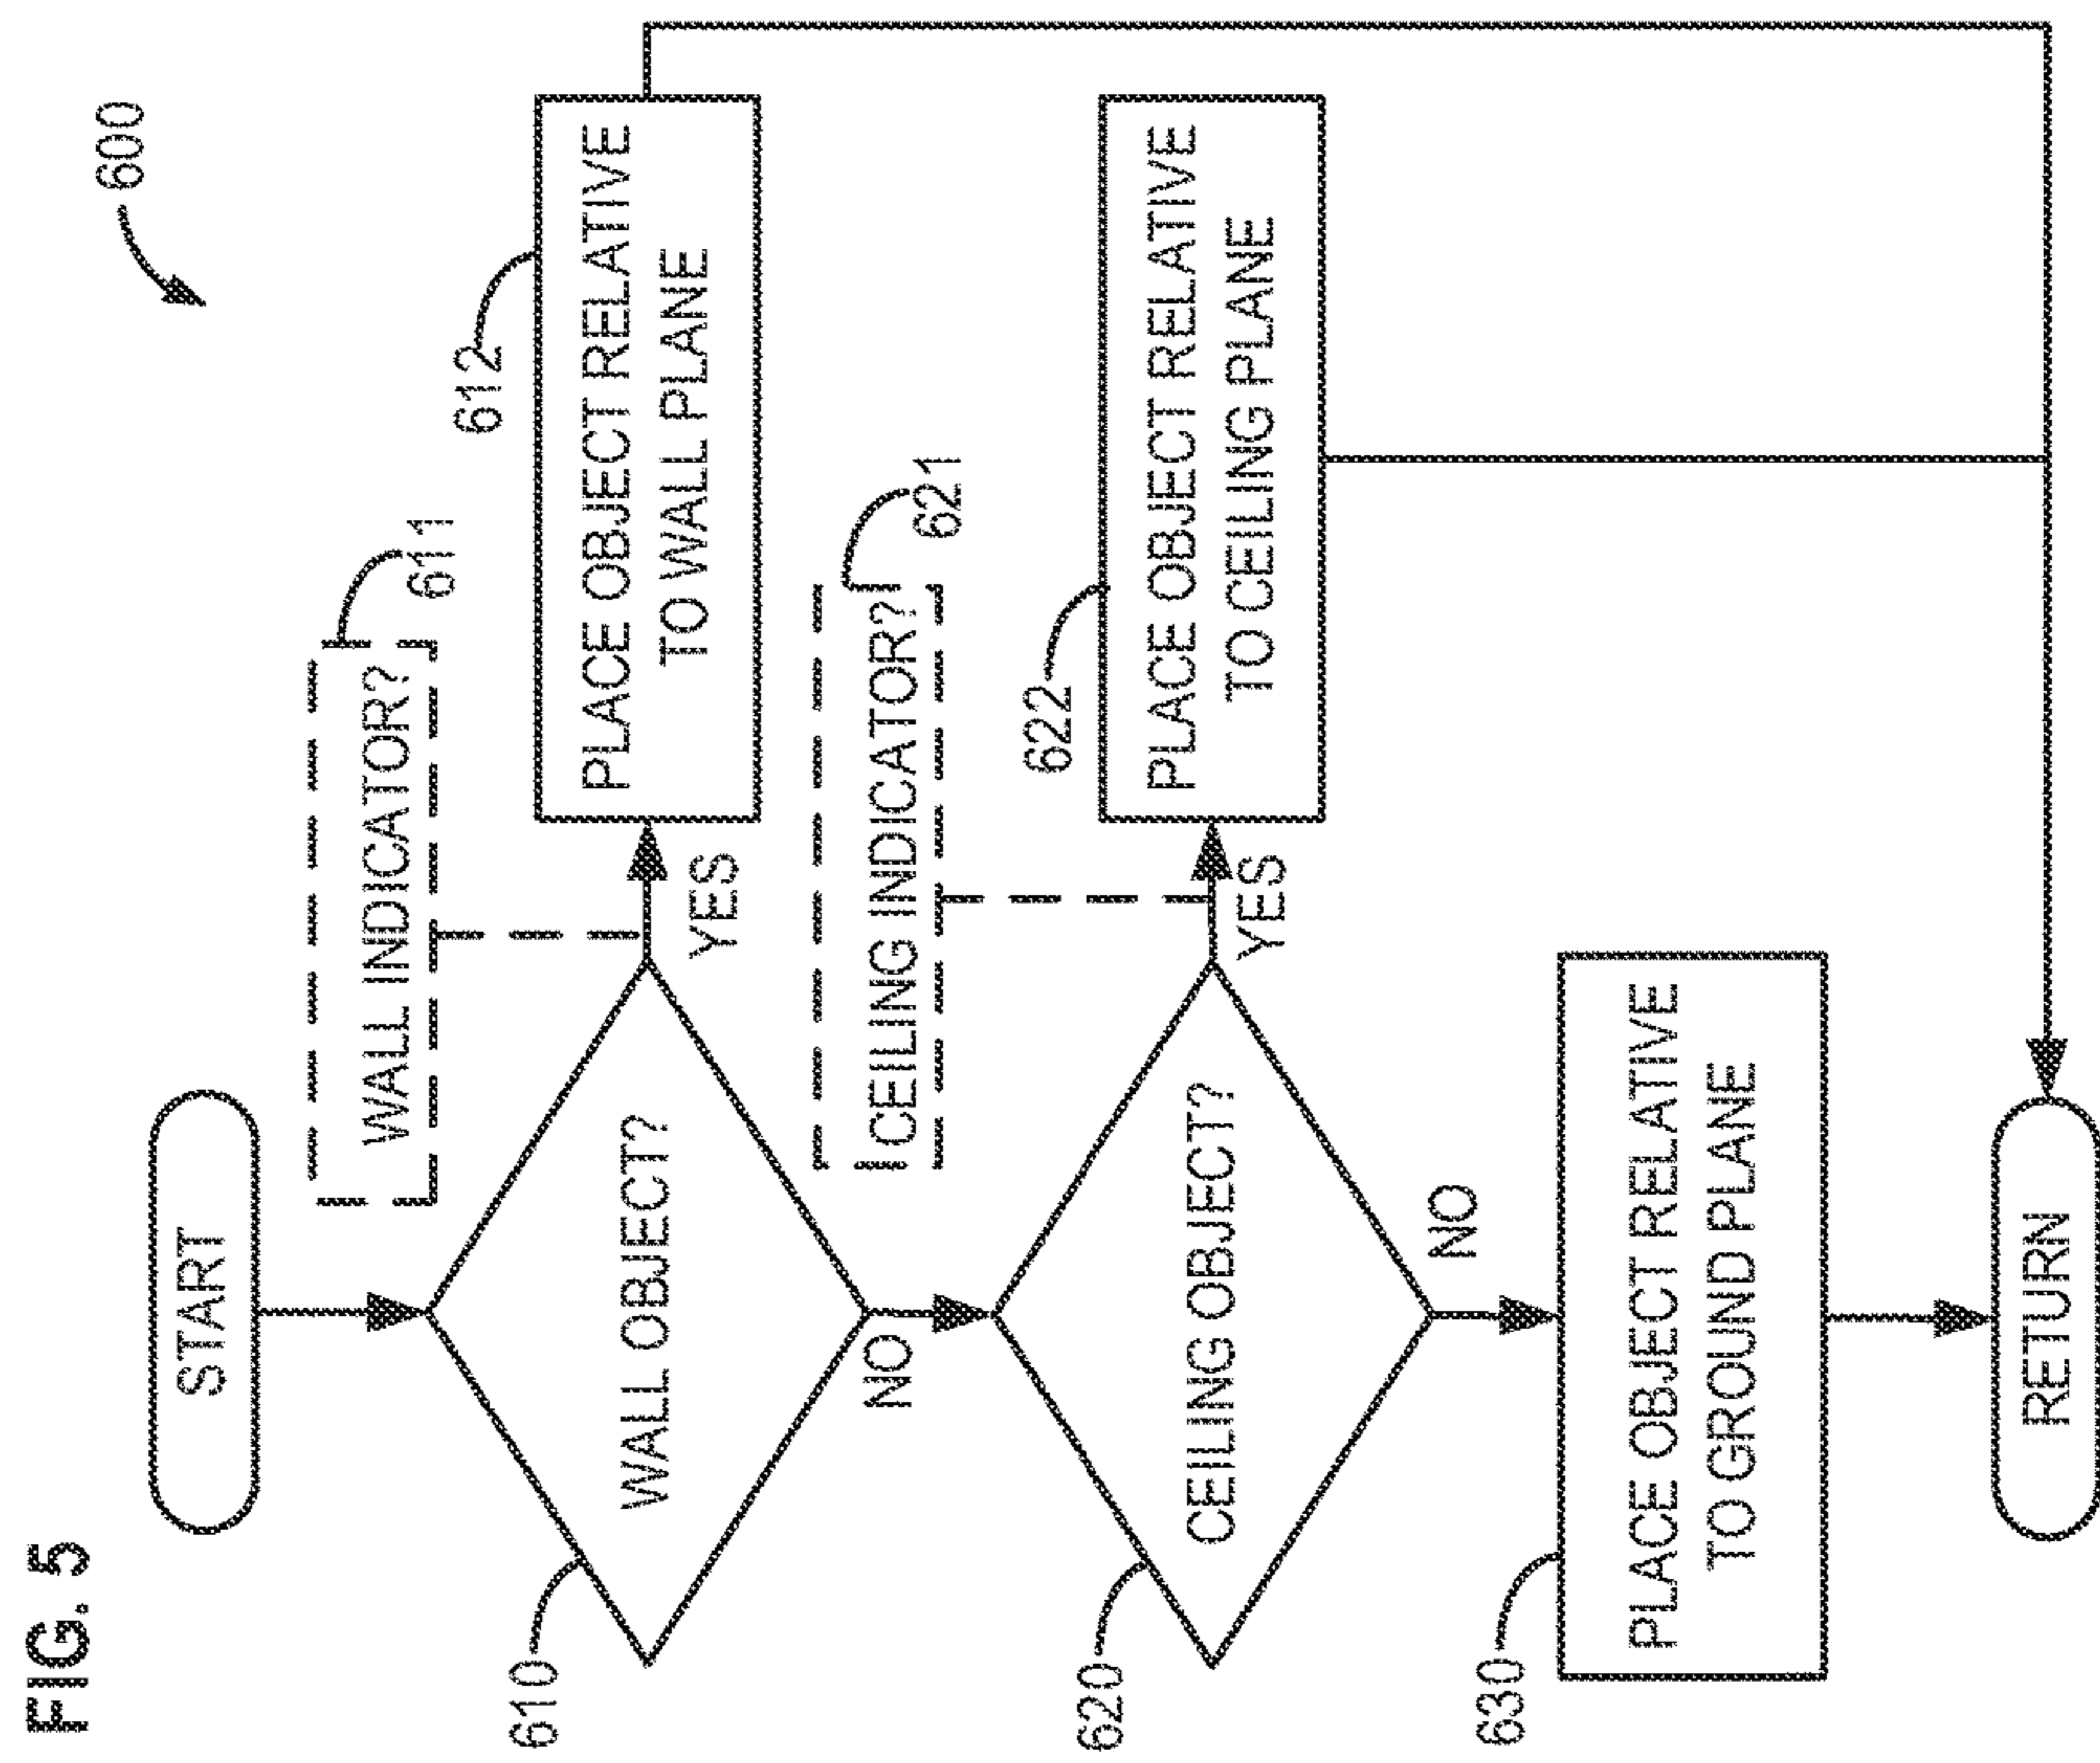 FIG. 5
600
START
WALL INDICATOR?
611
610
WALL OBJECT?
YES
612
PLACE OBJECT RELATIVE
TO WALL PLANE
NO
CEILING INDICATOR?
621
620
CEILING OBJECT?
YES
622
PLACE OBJECT RELATIVE
TO CEILING PLANE
NO
630
PLACE OBJECT RELATIVE
TO GROUND PLANE
RETURN